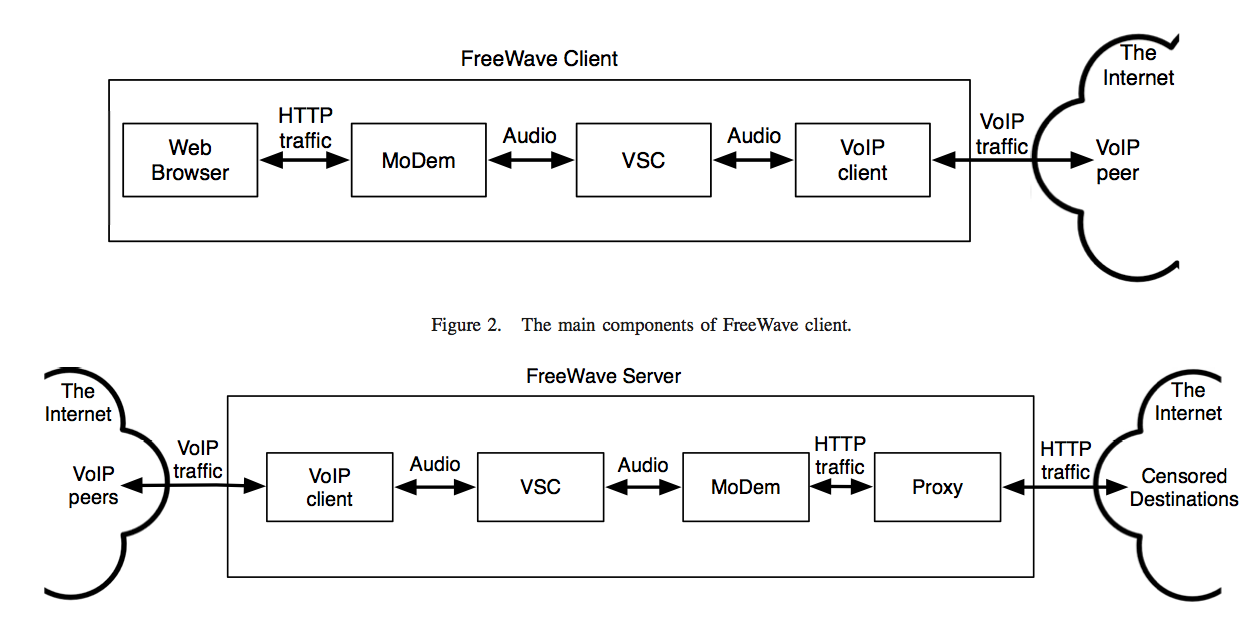 FreeWave Client
The
Internet
HTTP
traffic
Audio
Audio
VoIP
traffic
Web
Browser
MoDem
VSC
VoIP
client
VoIP
peer
Figure 2. The main components of FreeWave client.
FreeWave Server
The
Internet
The
Internet
VoIP
traffic
Audio
Audio
HTTP
traffic
HTTP
traffic
VoIP
peers
VoIP
client
VSC
MoDem
Proxy
Censored
Destinations